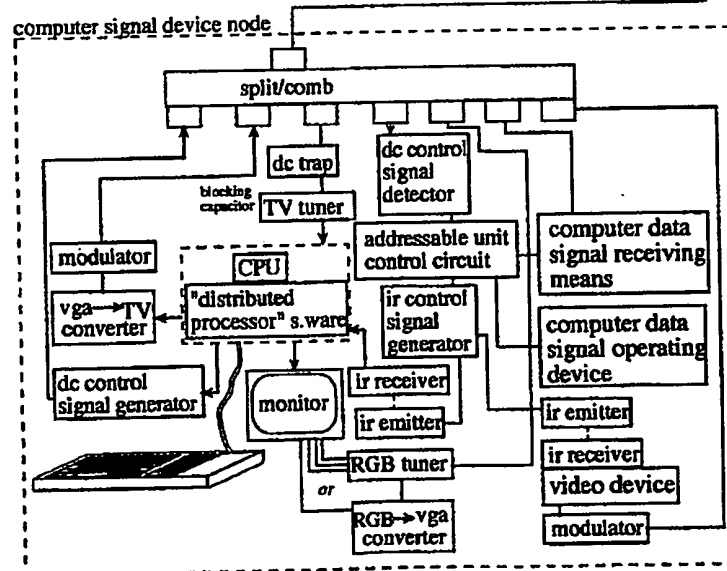 computer signal device node
split/comb
dc trap
blocking
capacitor
TV tuner
dc control
signal
detector
modulator
CPU
"distributed
processor" s.ware
addressable unit
control circuit
computer data
signal receiving
means
vga→TV
converter
ir control
signal
generator
computer data
signal operating
device
dc control
signal generator
monitor
ir receiver
ir emitter
ir emitter
ir receiver
video device
modulator
RGB tuner
or
RGB→vga
converter